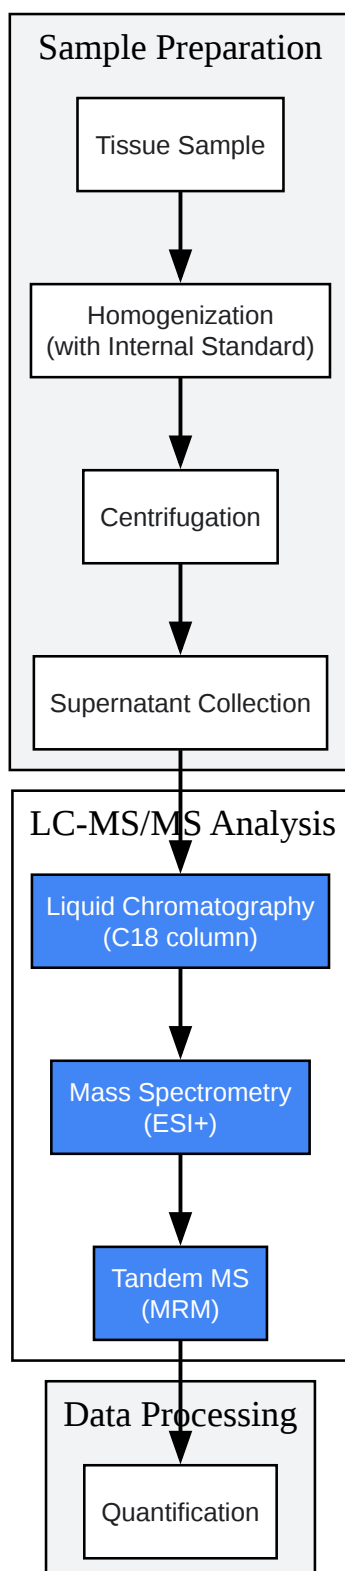 Sample Preparation
Tissue Sample
Homogenization
(with Internal Standard)
Centrifugation
Supernatant Collection
LC-MS/MS Analysis
Liquid Chromatography
(C18 column)
Mass Spectrometry
(ESI+)
Tandem MS
(MRM)
Data Processing
Quantification